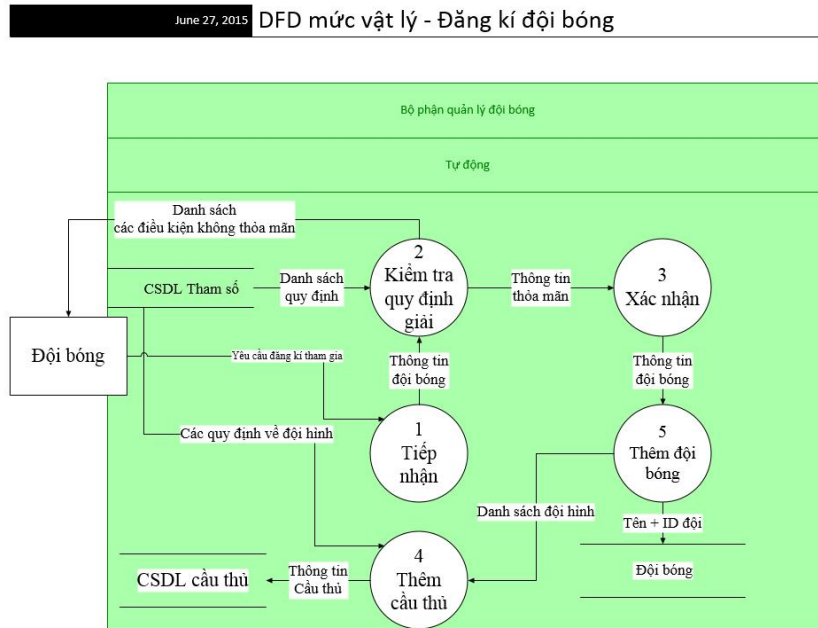 June 27, 2015
DFD mức vật lý - Đăng kí đội bóng
Bộ phận quản lý đội bóng
Tự động
Danh sách
các điều kiện không thỏa mãn
2
Kiểm tra
quy định
giải
3
Xác nhận
CSDL Tham số
Danh sách
quy định
Thông tin
thỏa mãn
Đội bóng
Yêu cầu đăng kí tham gia
Thông tin
đội bóng
Thông tin
đội bóng
Các quy định về đội hình
1
Tiếp
nhận
5
Thêm đội
bóng
Danh sách đội hình
Tên + ID đội
CSDL cầu thủ
Thông tin
Cầu thủ
4
Thêm
cầu thủ
Đội bóng